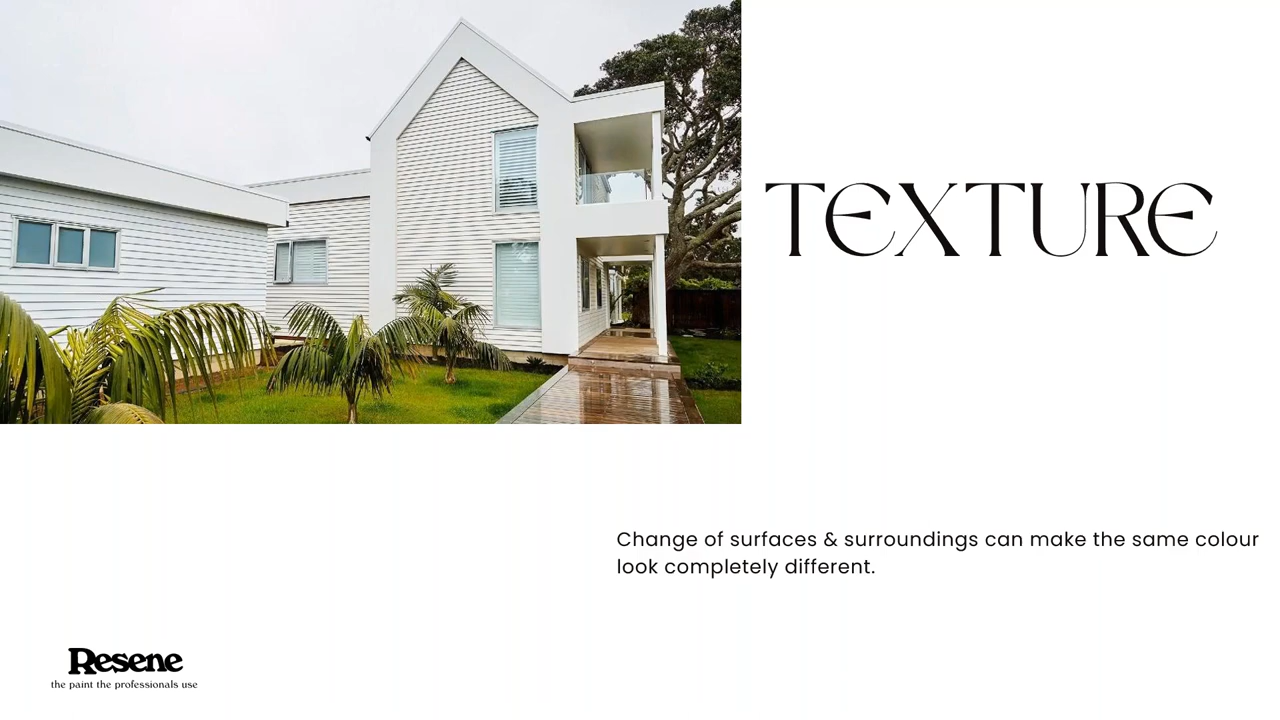 TEXTURE
Change of surfaces & surroundings can make the same colour
look completely different.
Resene
the paint the professionals use